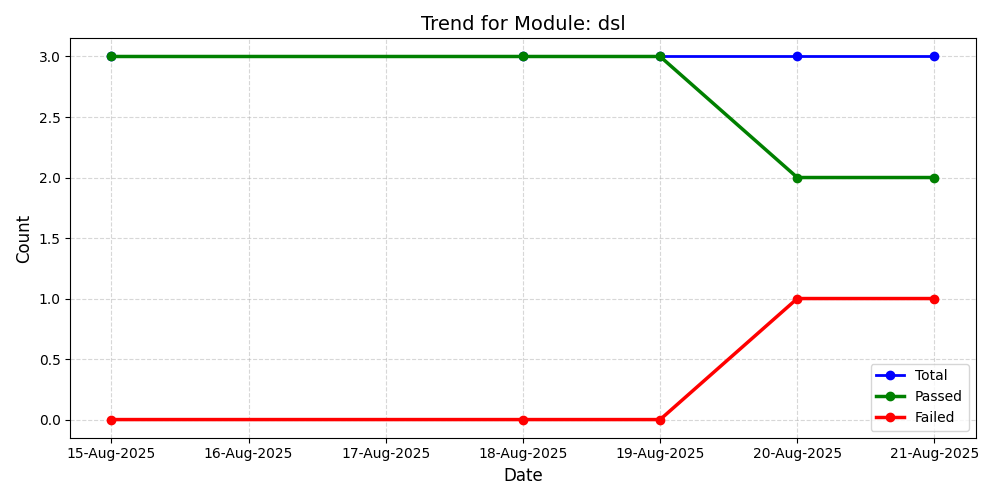 Trend for Module: dsl
Count
3.0
2.5
2.0
1.5
1.0
0.5
0.0
15-Aug-2025 16-Aug-2025 17-Aug-2025 18-Aug-2025 19-Aug-2025 20-Aug-2025 21-Aug-2025
Date
Total
Passed
Failed